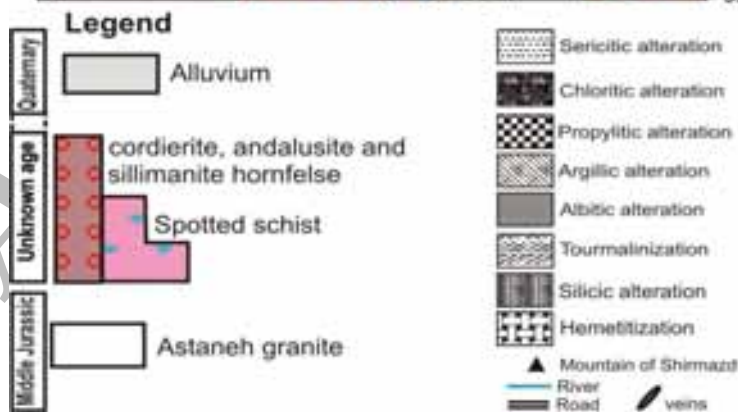 Legend
Quaternary
Alluvium
Unknown age
cordierite, andalusite and
sillimanite hornfelse
Spotted schist
Middle Jurassic
Astaneh granite
Sericitic alteration
Chloritic alteration
Propylitic alteration
Argillic alteration
Albitic alteration
Tourmalinization
Silicic alteration
Hemetitization
Mountain of Shirmazd
River
Road
veins